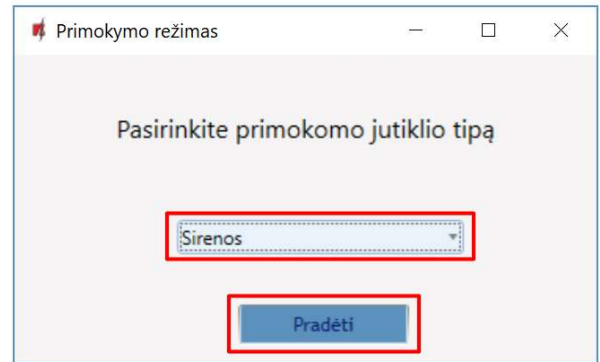 Primokymo režimas
Pasirinkite primokomo jutiklio tipą
Sirenos
Pradėti